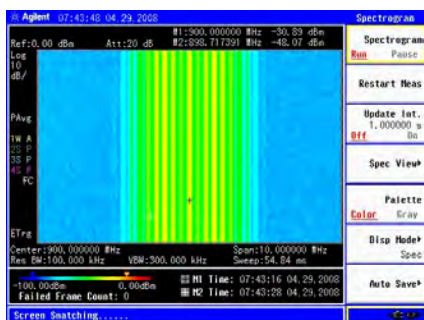 Agilent 07:43:48 04.29.2008
Spectrogram
M1:900.000000 MHz -30.89 dBm
Ref:0.00 dBm Att:20 dB M2:898.717391 MHz -48.07 dBm
Log
10
dB/
PAvg
1W A
2S P
3S P
4S P
FC
ETrg
Center:900.000000 MHz Span:10.000000 MHz
Res BW:100.000 kHz VBW:300.000 kHz Sweep:54.84 ms
-100.00dBm 0.00dBm
Failed Frame Count: 0
M1 Time: 07:43:16 04.29.2008
M2 Time: 07:43:28 04.29.2008
Screen Snatching......
Spectrogram
Run Pause
Restart Meas
Update Int.
1.000000 s
Off On
Spec View
Palette
Color Gray
Disp Mode
Spec
Auto Save